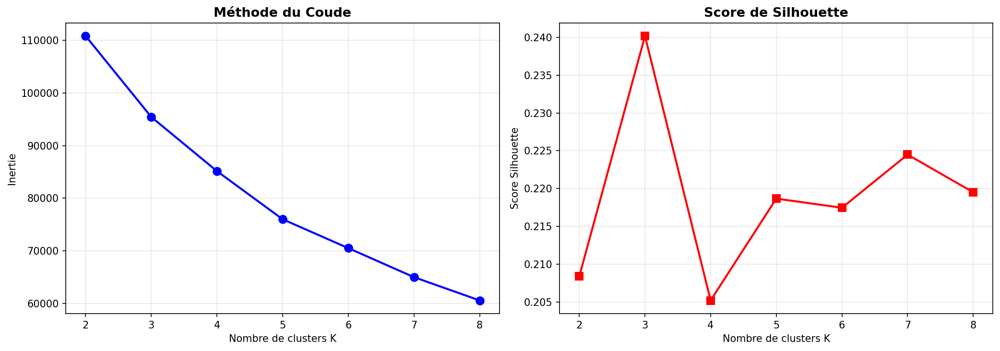 Méthode du Coude
110000
100000
90000
80000
70000
60000
Inertie
2 3 4 5 6 7 8
Nombre de clusters K
Score de Silhouette
0.240
0.235
0.230
0.225
0.220
0.215
0.210
0.205
Score Silhouette
2 3 4 5 6 7 8
Nombre de clusters K